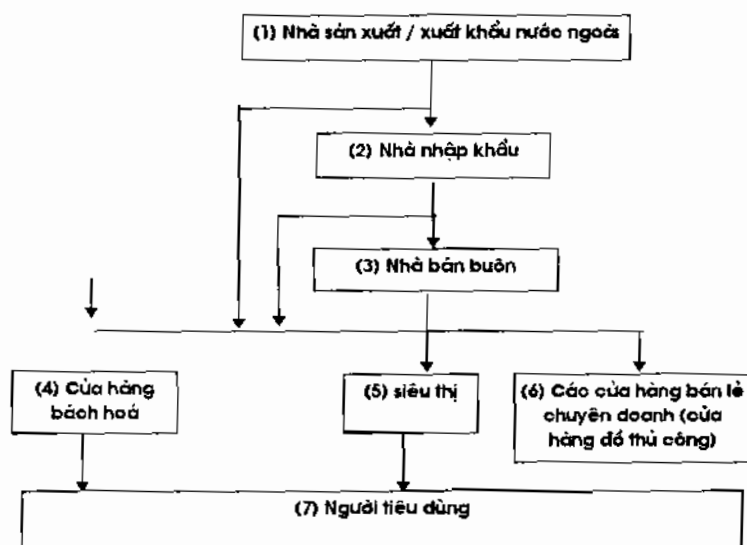 (1) Nhà sản xuất / xuất khẩu nước ngoài
(2) Nhà nhập khẩu
(3) Nhà bán buôn
(4) Cửa hàng
bách hoá
(5) siêu thị
(6) Các cửa hàng bán lẻ
chuyên doanh (cửa
hàng đồ thủ công)
(7) Người tiêu dùng